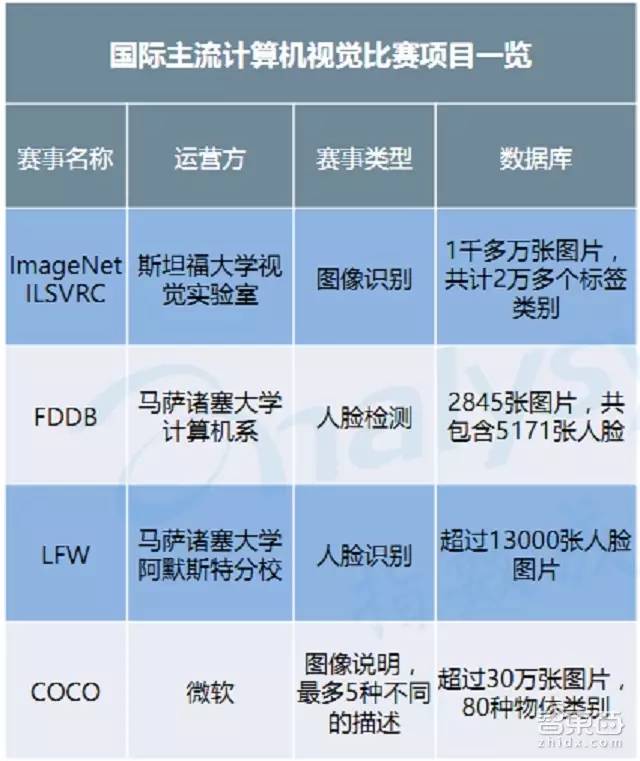 国际主流计算机视觉比赛项目一览
赛事名称
运营方
赛事类型
数据库
ImageNet
ILSVRC
斯坦福大学视
觉实验室
图像识别
1千多万张图片，
共计2万多个标签
类别
FDDB
马萨诸塞大学
计算机系
人脸检测
2845张图片，共
包含5171张人脸
LFW
马萨诸塞大学
阿默斯特分校
人脸识别
超过13000张人脸
图片
COCO
微软
图像说明，
最多5种不同
的描述
超过30万张图片，
80种物体类别
智東西
zhidx.com